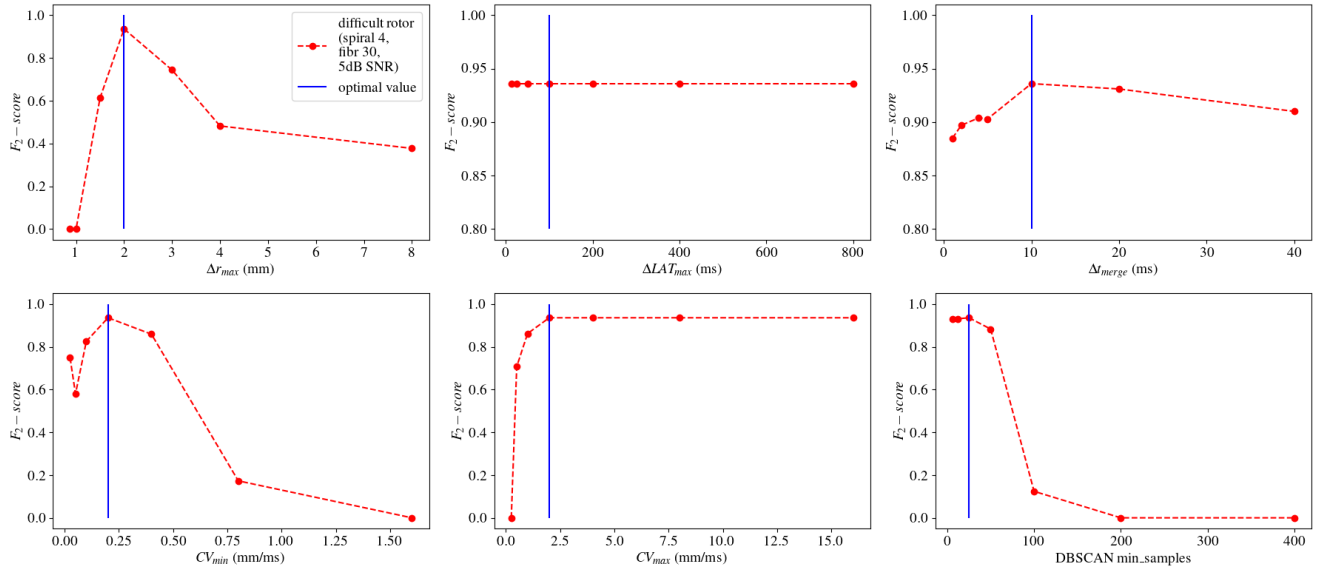 1.0
0.8
0.6
0.4
0.2
0.0
F₂ − score
1 2 3 4 5 6 7 8
Δr_max (mm)
difficult rotor
(spiral 4,
fibr 30,
5dB SNR)
optimal value
1.00
0.95
0.90
0.85
0.80
F₂ − score
0 200 400 600 800
ΔLAT_max (ms)
1.00
0.95
0.90
0.85
0.80
F₂ − score
0 10 20 30 40
Δt_merge (ms)
1.0
0.8
0.6
0.4
0.2
0.0
F₂ − score
0.00 0.25 0.50 0.75 1.00 1.25 1.50
CV_min (mm/ms)
1.0
0.8
0.6
0.4
0.2
0.0
F₂ − score
0.0 2.5 5.0 7.5 10.0 12.5 15.0
CV_max (mm/ms)
1.0
0.8
0.6
0.4
0.2
0.0
F₂ − score
0 100 200 300 400
DBSCAN min_samples